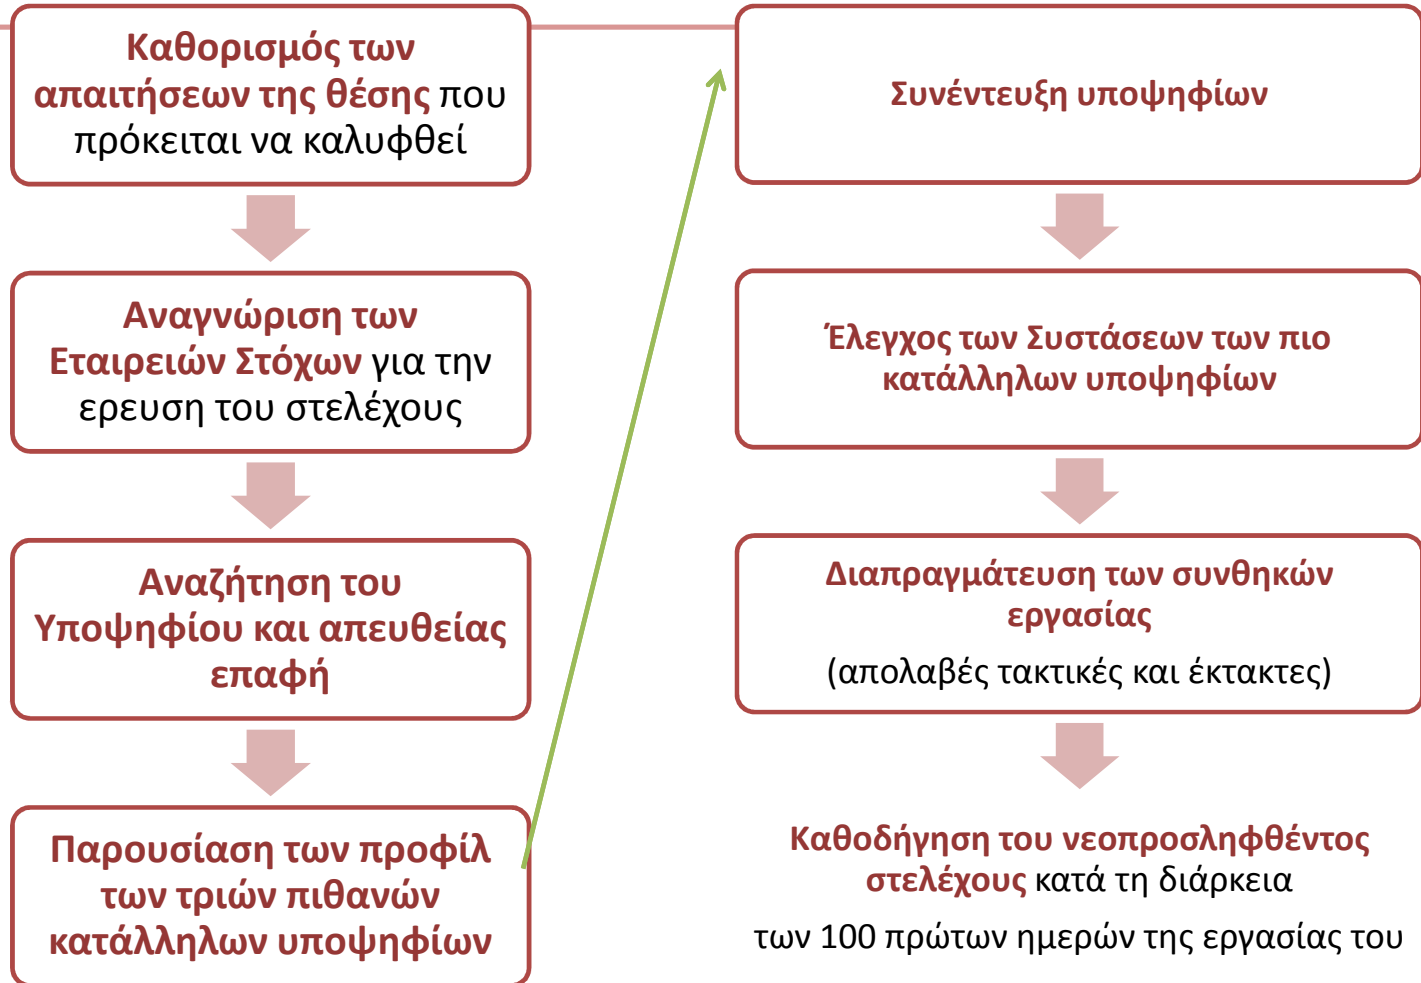 Καθορισμός των
απαιτήσεων της θέσης που
πρόκειται να καλυφθεί
Αναγνώριση των
Εταιρειών Στόχων για την
ερευση του στελέχους
Αναζήτηση του
Υποψηφίου και απευθείας
επαφή
Παρουσίαση των προφίλ
των τριών πιθανών
κατάλληλων υποψηφίων
Συνέντευξη υποψηφίων
Έλεγχος των Συστάσεων των πιο
κατάλληλων υποψηφίων
Διαπραγμάτευση των συνθηκών
εργασίας
(απολαβές τακτικές και έκτακτες)
Καθοδήγηση του νεοπροσληφθέντος
στελέχους κατά τη διάρκεια
των 100 πρώτων ημερών της εργασίας του